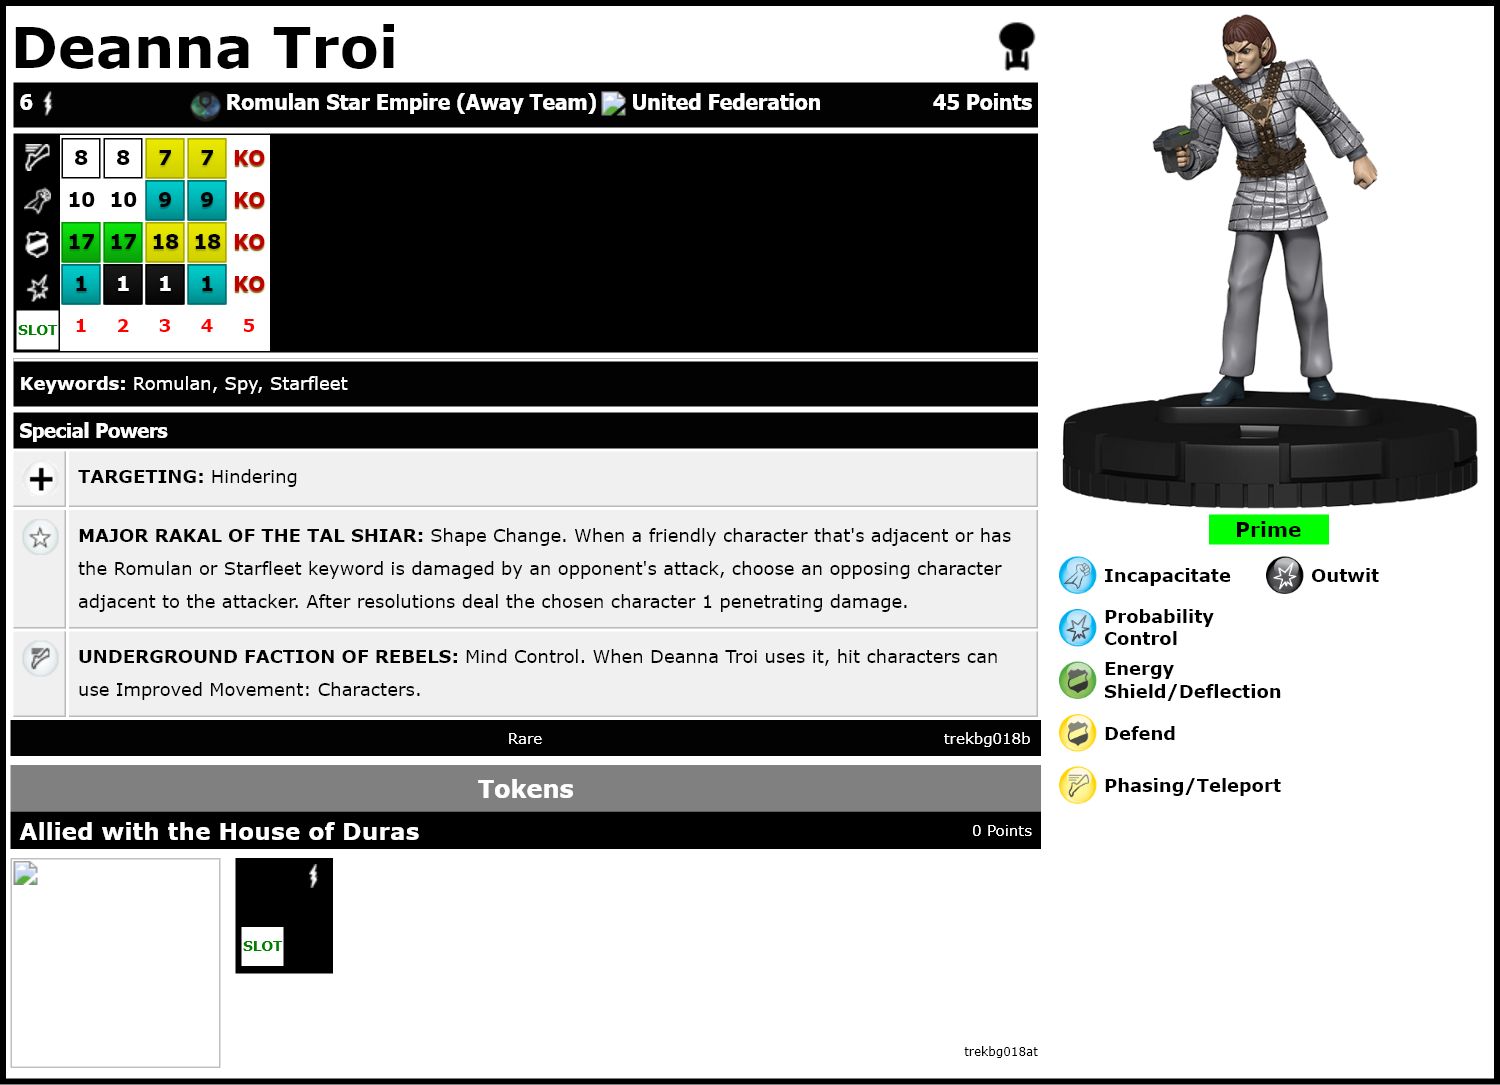 Deanna Troi
6 Romulan Star Empire (Away Team) United Federation 45 Points
8 8 7 7 KO
10 10 9 9 KO
17 17 18 18 KO
1 1 1 1 KO
SLOT 1 2 3 4 5
Keywords: Romulan, Spy, Starfleet
Special Powers
TARGETING: Hindering
MAJOR RAKAL OF THE TAL SHIAR: Shape Change. When a friendly character that's adjacent or has
the Romulan or Starfleet keyword is damaged by an opponent's attack, choose an opposing character
adjacent to the attacker. After resolutions deal the chosen character 1 penetrating damage.
UNDERGROUND FACTION OF REBELS: Mind Control. When Deanna Troi uses it, hit characters can
use Improved Movement: Characters.
Rare trekbg018b
Tokens
Allied with the House of Duras 0 Points
SLOT
trekbg018at
Prime
Incapacitate Outwit
Probability
Control
Energy
Shield/Deflection
Defend
Phasing/Teleport